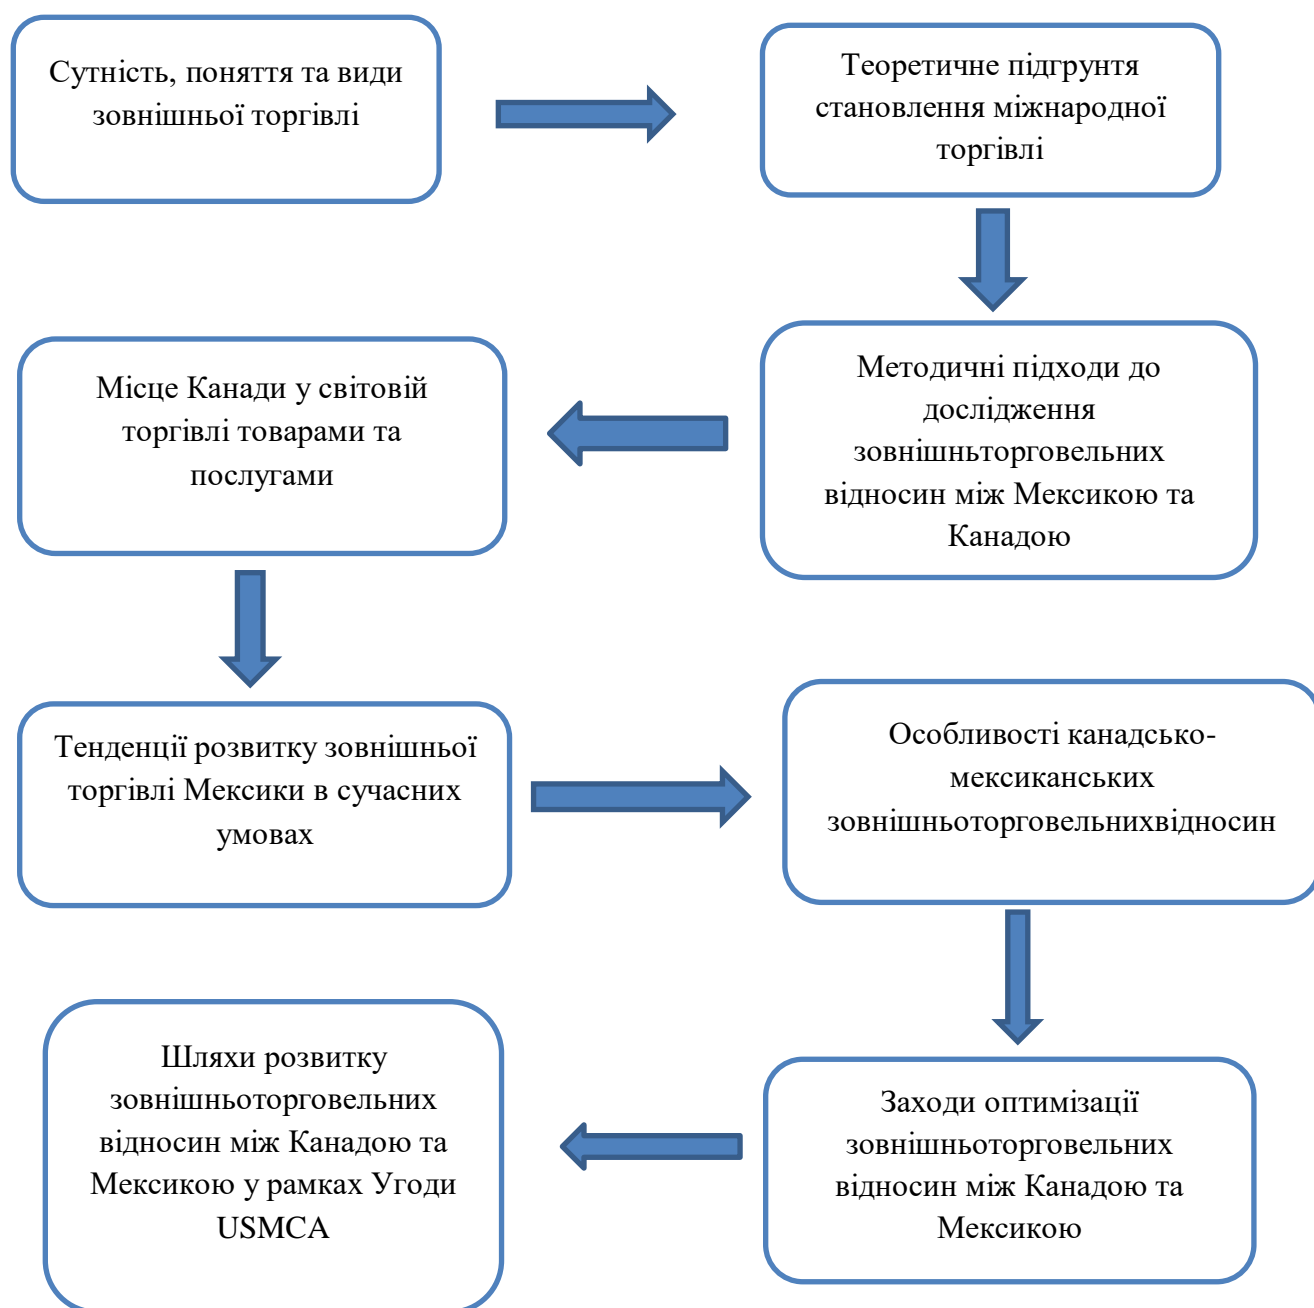 Сутність, поняття та види
зовнішньої торгівлі
Теоретичне підгрунтя
становлення міжнародної
торгівлі
Методичні підходи до
дослідження
зовнішньторговельних
відносин між Мексикою та
Канадою
Місце Канади у світовій
торгівлі товарами та
послугами
Тенденції розвитку зовнішньої
торгівлі Мексики в сучасних
умовах
Особливості канадсько-
мексиканських
зовнішньоторговельнихвідносин
Заходи оптимізації
зовнішньоторговельних
відносин між Канадою та
Мексикою
Шляхи розвитку
зовнішньоторговельних
відносин між Канадою та
Мексикою у рамках Угоди
USMCA